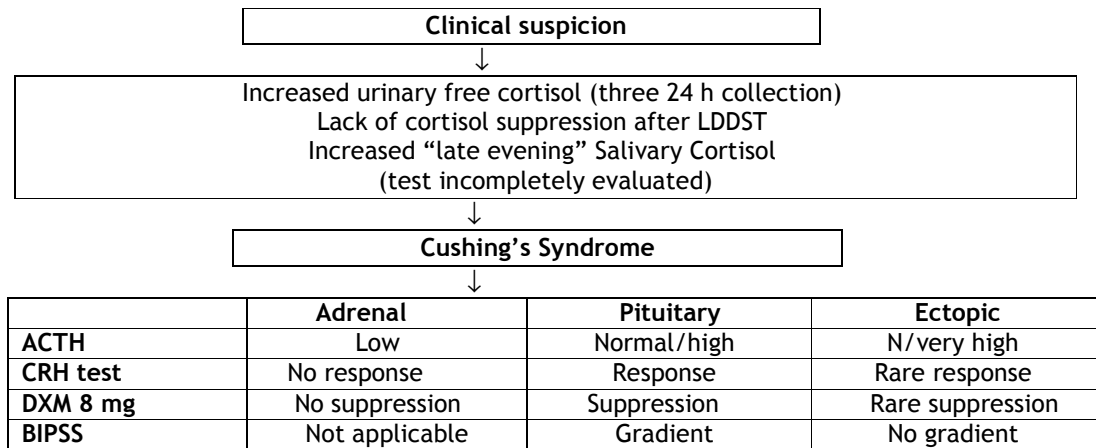 Clinical suspicion
↓
Increased urinary free cortisol (three 24 h collection)
Lack of cortisol suppression after LDDST
Increased “late evening” Salivary Cortisol
(test incompletely evaluated)
↓
Cushing’s Syndrome
↓
Adrenal Pituitary Ectopic
ACTH Low Normal/high N/very high
CRH test No response Response Rare response
DXM 8 mg No suppression Suppression Rare suppression
BIPSS Not applicable Gradient No gradient